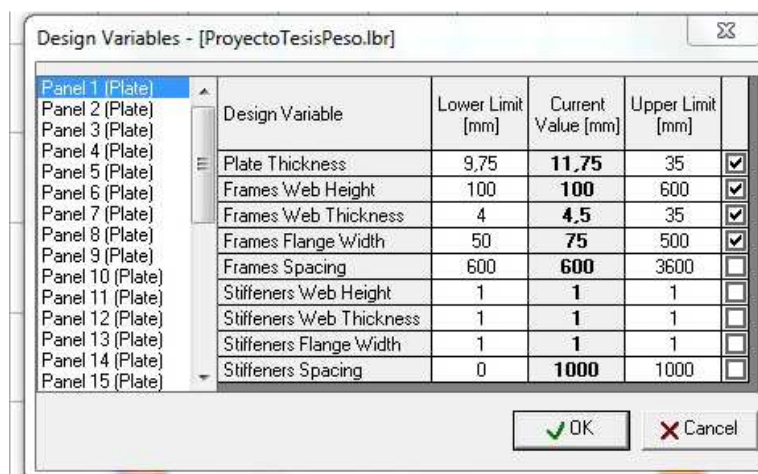 Design Variables - [ProyectoTesisPeso.lbr]
Panel 1 (Plate)
Panel 2 (Plate)
Panel 3 (Plate)
Panel 4 (Plate)
Panel 5 (Plate)
Panel 6 (Plate)
Panel 7 (Plate)
Panel 8 (Plate)
Panel 9 (Plate)
Panel 10 (Plate)
Panel 11 (Plate)
Panel 12 (Plate)
Panel 13 (Plate)
Panel 14 (Plate)
Panel 15 (Plate)
Design Variable Lower Limit [mm] Current Value [mm] Upper Limit [mm]
Plate Thickness 9,75 11,75 35
Frames Web Height 100 100 600
Frames Web Thickness 4 4,5 35
Frames Flange Width 50 75 500
Frames Spacing 600 600 3600
Stiffeners Web Height 1 1 1
Stiffeners Web Thickness 1 1 1
Stiffeners Flange Width 1 1 1
Stiffeners Spacing 0 1000 1000
OK Cancel